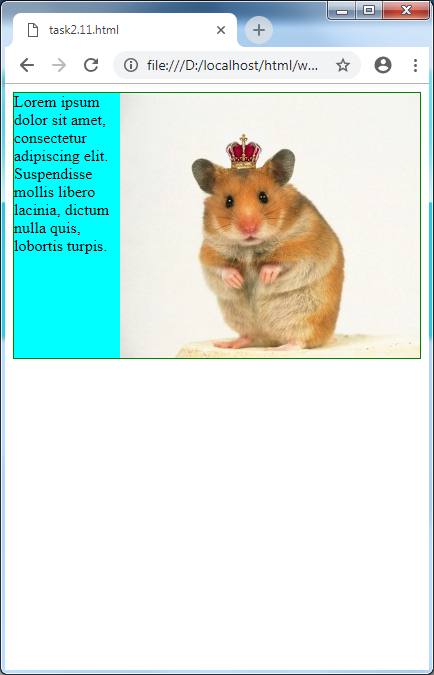 task2.11.html
file:///D:/localhost/html/w...
Lorem ipsum
dolor sit amet,
consectetur
adipiscing elit.
Suspendisse
mollis libero
lacinia, dictum
nulla quis,
lobortis turpis.